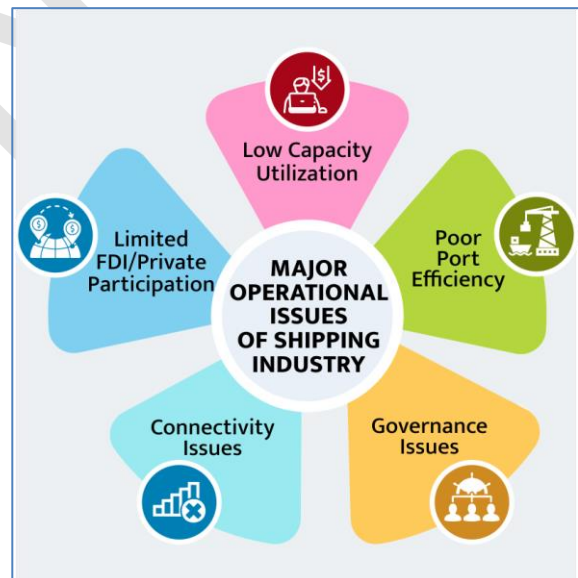 Low Capacity
Utilization
Limited
FDI/Private
Participation
Poor
Port
Efficiency
MAJOR
OPERATIONAL
ISSUES
OF SHIPPING
INDUSTRY
Connectivity
Issues
Governance
Issues